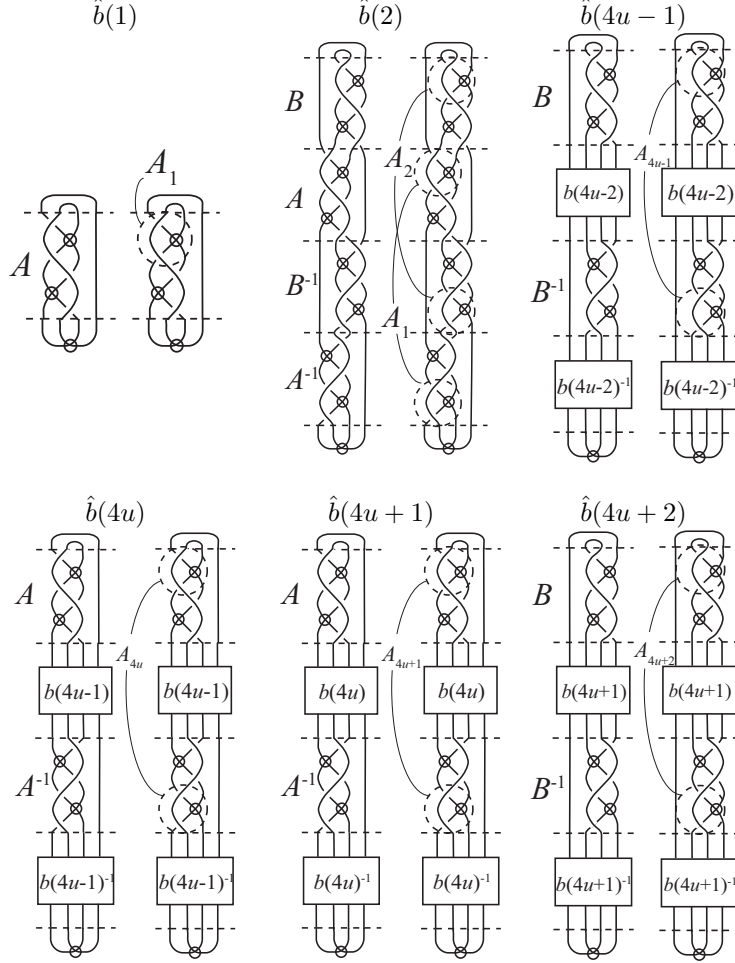 b̂(1)
A
A₁
b̂(2)
B
A
B⁻¹
A⁻¹
A₂
A₁
b̂(4u − 1)
B
b(4u-2)
B⁻¹
b(4u-2)⁻¹
A₄ᵤ₋₁
b(4u-2)
b(4u-2)⁻¹
b̂(4u)
A
b(4u-1)
A⁻¹
b(4u-1)⁻¹
A₄ᵤ
b(4u-1)
b(4u-1)⁻¹
b̂(4u + 1)
A
b(4u)
A⁻¹
b(4u)⁻¹
A₄ᵤ₊₁
b(4u)
b(4u)⁻¹
b̂(4u + 2)
B
b(4u+1)
B⁻¹
b(4u+1)⁻¹
A₄ᵤ₊₂
b(4u+1)
b(4u+1)⁻¹